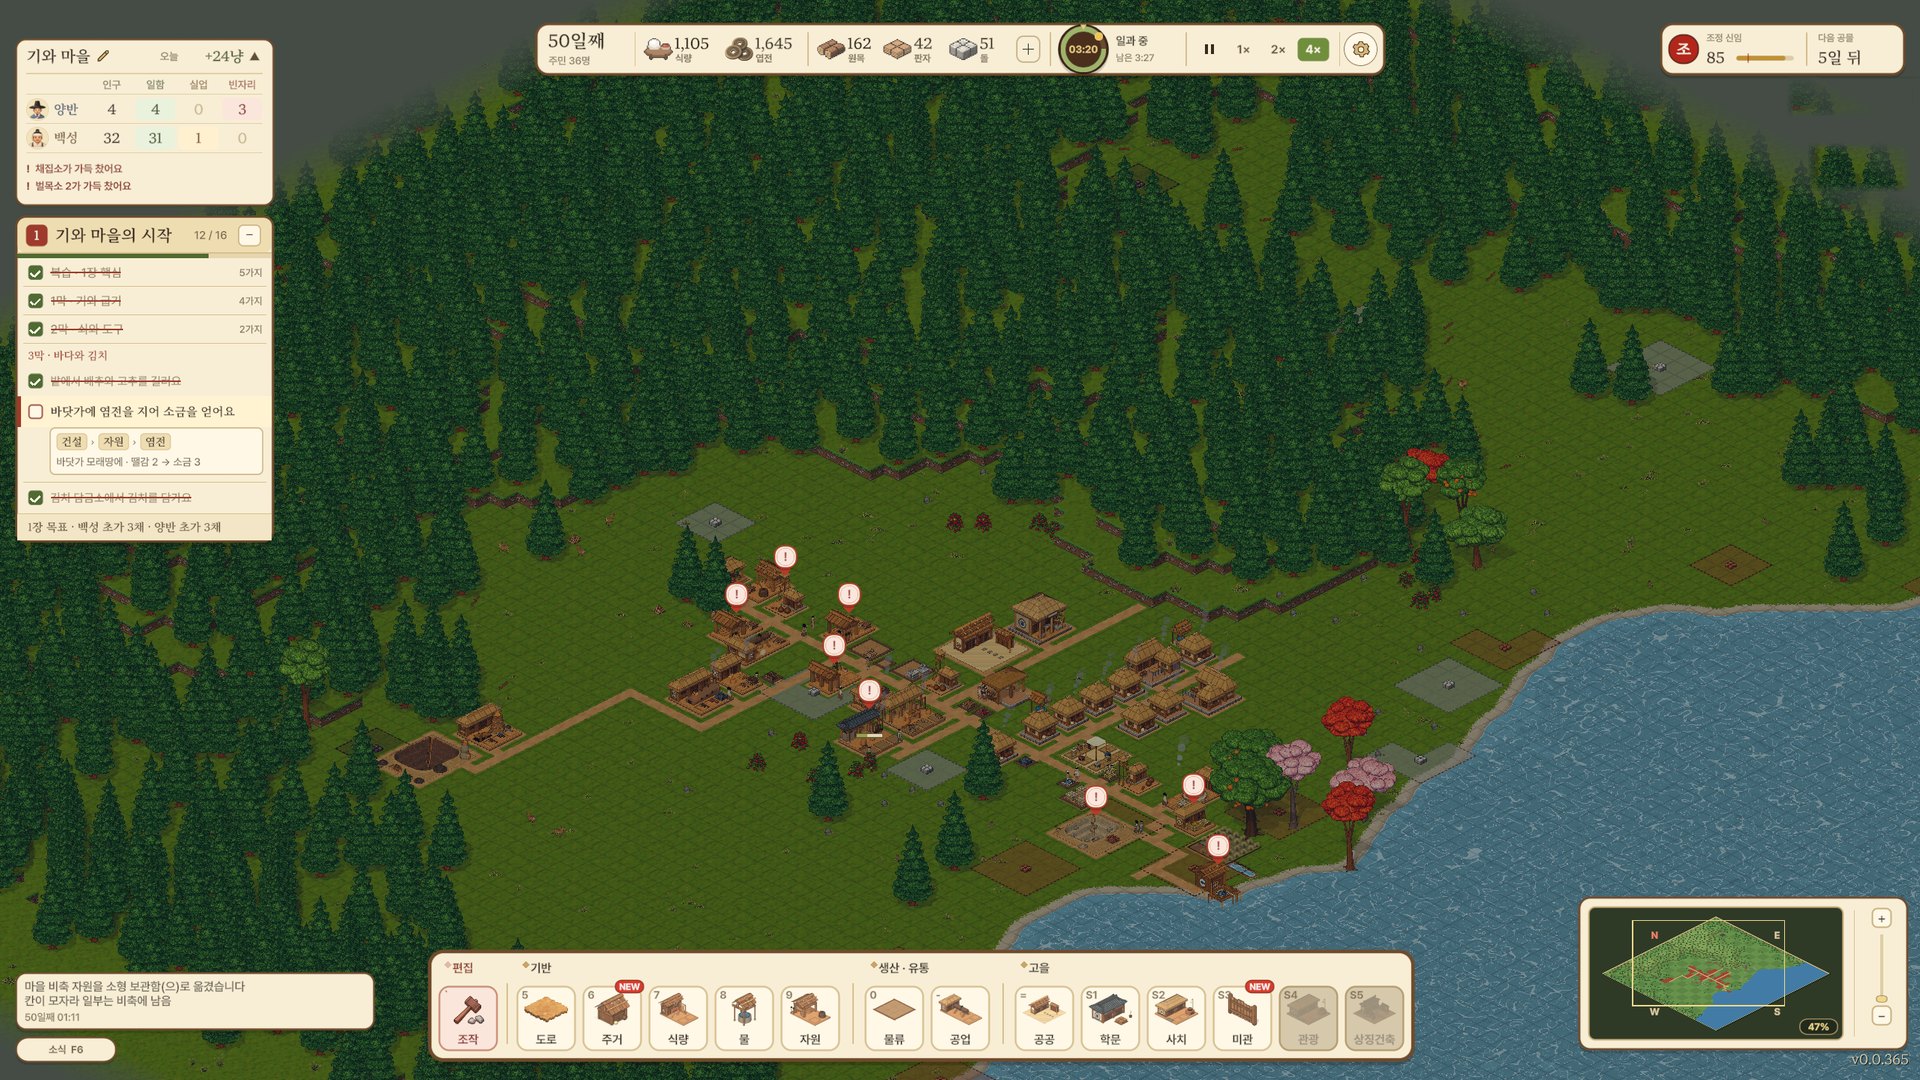 기와 마을
오늘
+24냥 ▲
인구 일함 실업 빈자리
양반 4 4 0 3
백성 32 31 1 0
! 채집소가 가득 찼어요
! 벌목소 2가 가득 찼어요
1 기와 마을의 시작 12 / 16 −
복습 · 1장 핵심 5가지
1막 · 기와 굽기 4가지
2막 · 쇠와 도구 2가지
3막 · 바다와 김치
밭에서 배추와 고추를 길러요
바닷가에 염전을 지어 소금을 얻어요
건설 › 자원 › 염전
바닷가 모래땅에 · 땔감 2 → 소금 3
김치 담금소에서 김치를 담가요
1장 목표 · 백성 초가 3채 · 양반 초가 3채
50일째
주민 36명
1,105 식량
1,645 엽전
162 원목
42 판자
51 돌
+
03:20
일과 중
남은 3:27
1× 2× 4×
조
조정 신임
85
다음 공물
5일 뒤
! ! ! ! ! ! ! !
마을 비축 자원을 소형 보관함(으)로 옮겼습니다
칸이 모자라 일부는 비축에 남음
50일째 01:11
소식 F6
편집
기반
생산 · 유통
고을
조작
5 도로
6 주거 NEW
7 식량
8 물
9 자원
0 물류
- 공업
= 공공
S1 학문
S2 사치
S3 미관 NEW
S4 관광
S5 상징건축
N E
W S
47%
+
−
v0.0.365